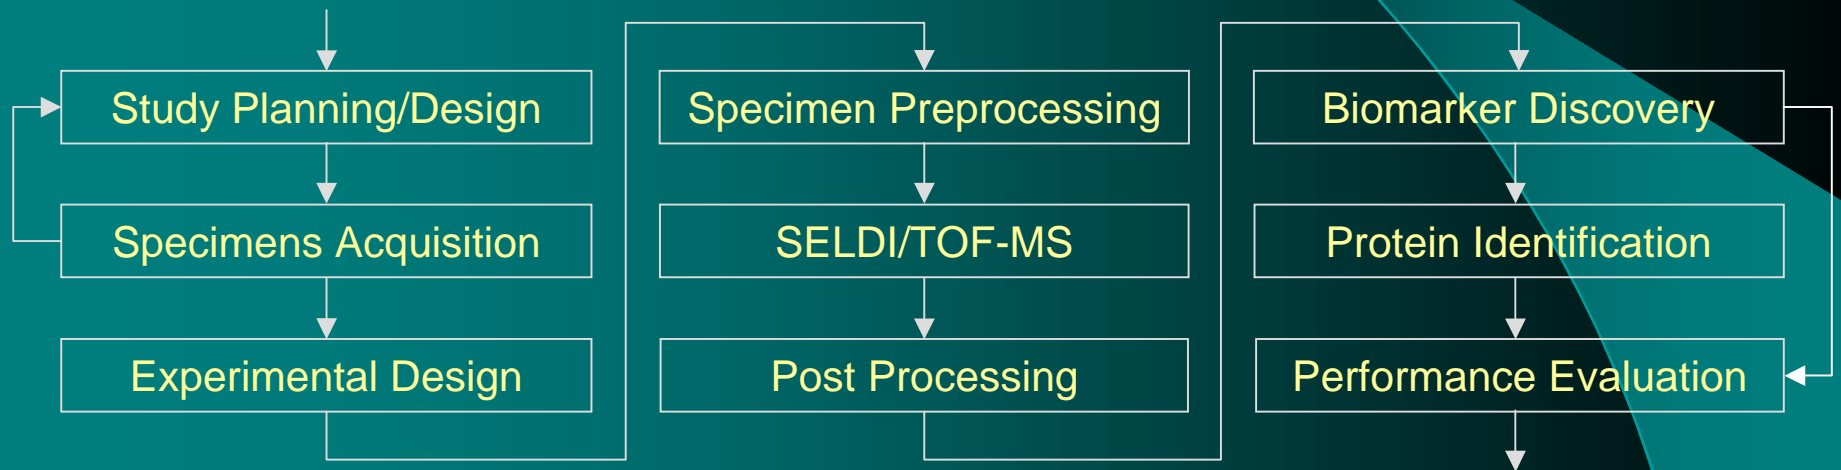 Study Planning/Design
Specimens Acquisition
Experimental Design
Specimen Preprocessing
SELDI/TOF-MS
Post Processing
Biomarker Discovery
Protein Identification
Performance Evaluation